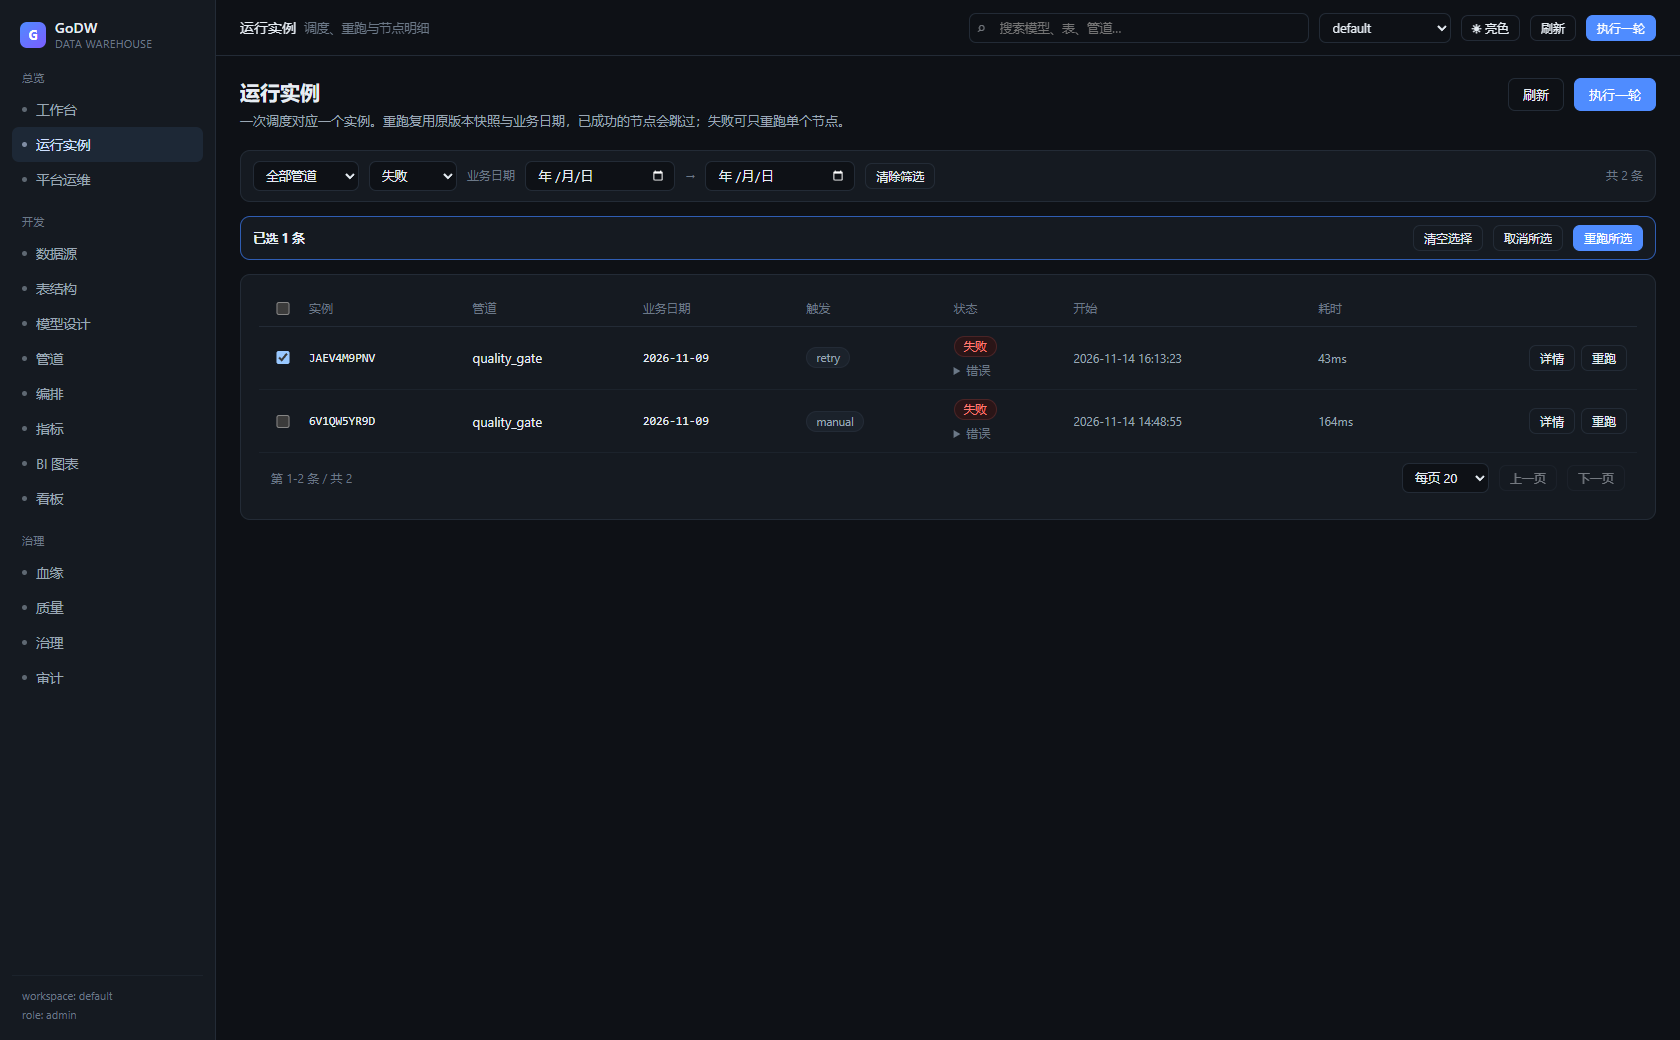 G GoDW
DATA WAREHOUSE
总览
工作台
运行实例
平台运维
开发
数据源
表结构
模型设计
管道
编排
指标
BI 图表
看板
治理
血缘
质量
治理
审计
workspace: default
role: admin
运行实例 调度、重跑与节点明细
搜索模型、表、管道... default 亮色 刷新 执行一轮
运行实例
刷新 执行一轮
一次调度对应一个实例。重跑复用原版本快照与业务日期，已成功的节点会跳过；失败可只重跑单个节点。
全部管道 失败 业务日期 年/月/日 → 年/月/日 清除筛选 共 2 条
已选 1 条 清空选择 取消所选 重跑所选
实例 管道 业务日期 触发 状态 开始 耗时
JAEV4M9PNV quality_gate 2026-11-09 retry 失败 2026-11-14 16:13:23 43ms 详情 重跑
▶ 错误
6V1QW5YR9D quality_gate 2026-11-09 manual 失败 2026-11-14 14:48:55 164ms 详情 重跑
▶ 错误
第 1-2 条 / 共 2 每页 20 上一页 下一页